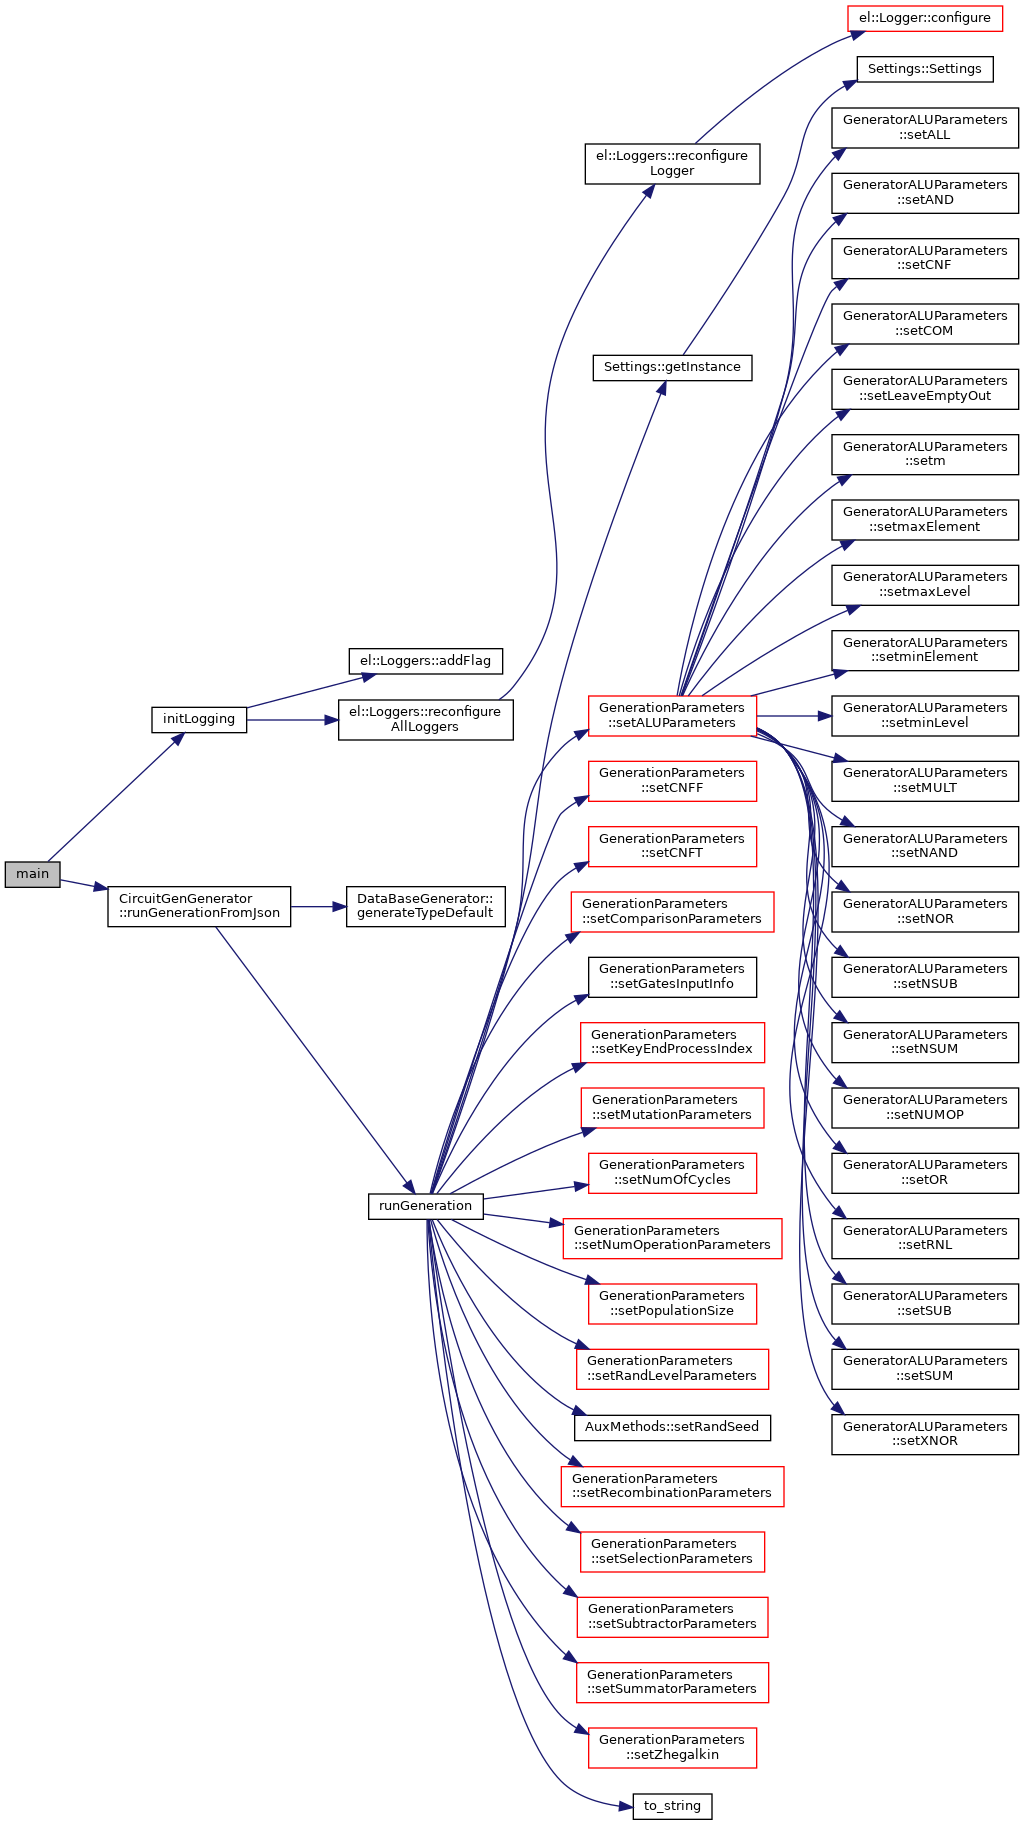 main
initLogging
CircuitGenGenerator
::runGenerationFromJson
el::Loggers::addFlag
el::Loggers::reconfigure
AllLoggers
DataBaseGenerator::
generateTypeDefault
runGeneration
el::Loggers::reconfigure
Logger
Settings::getInstance
GenerationParameters
::setALUParameters
GenerationParameters
::setCNFF
GenerationParameters
::setCNFT
GenerationParameters
::setComparisonParameters
GenerationParameters
::setGatesInputInfo
GenerationParameters
::setKeyEndProcessIndex
GenerationParameters
::setMutationParameters
GenerationParameters
::setNumOfCycles
GenerationParameters
::setNumOperationParameters
GenerationParameters
::setPopulationSize
GenerationParameters
::setRandLevelParameters
AuxMethods::setRandSeed
GenerationParameters
::setRecombinationParameters
GenerationParameters
::setSelectionParameters
GenerationParameters
::setSubtractorParameters
GenerationParameters
::setSummatorParameters
GenerationParameters
::setZhegalkin
to_string
el::Logger::configure
Settings::Settings
GeneratorALUParameters
::setALL
GeneratorALUParameters
::setAND
GeneratorALUParameters
::setCNF
GeneratorALUParameters
::setCOM
GeneratorALUParameters
::setLeaveEmptyOut
GeneratorALUParameters
::setm
GeneratorALUParameters
::setmaxElement
GeneratorALUParameters
::setmaxLevel
GeneratorALUParameters
::setminElement
GeneratorALUParameters
::setminLevel
GeneratorALUParameters
::setMULT
GeneratorALUParameters
::setNAND
GeneratorALUParameters
::setNOR
GeneratorALUParameters
::setNSUB
GeneratorALUParameters
::setNSUM
GeneratorALUParameters
::setNUMOP
GeneratorALUParameters
::setOR
GeneratorALUParameters
::setRNL
GeneratorALUParameters
::setSUB
GeneratorALUParameters
::setSUM
GeneratorALUParameters
::setXNOR